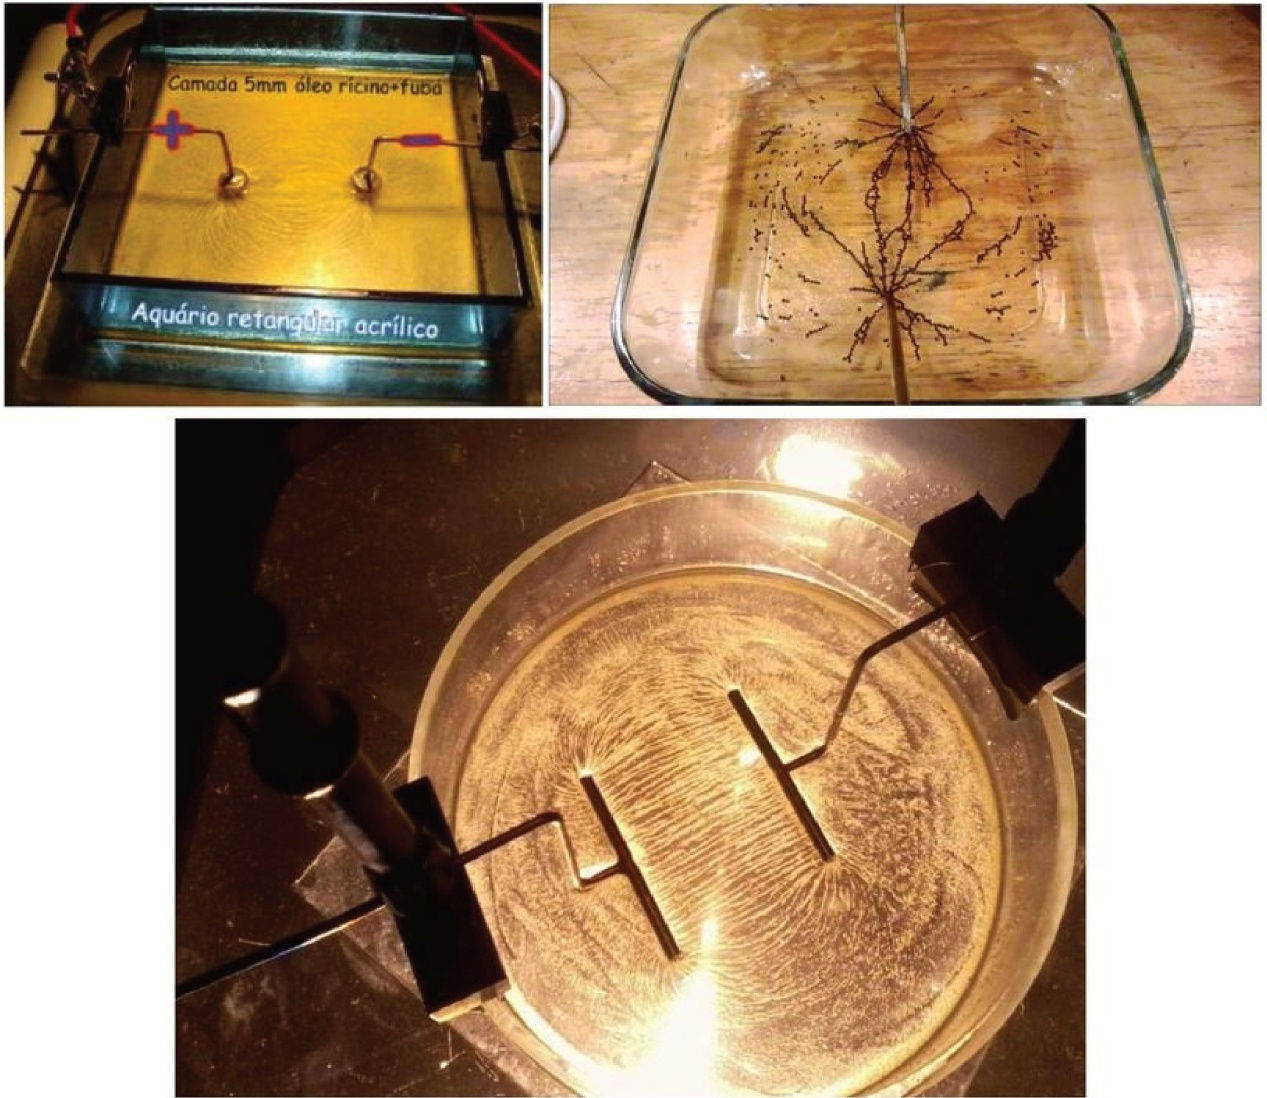 Camada 5mm óleo rícino+fubá
+
-
Aquário retangular acrílico